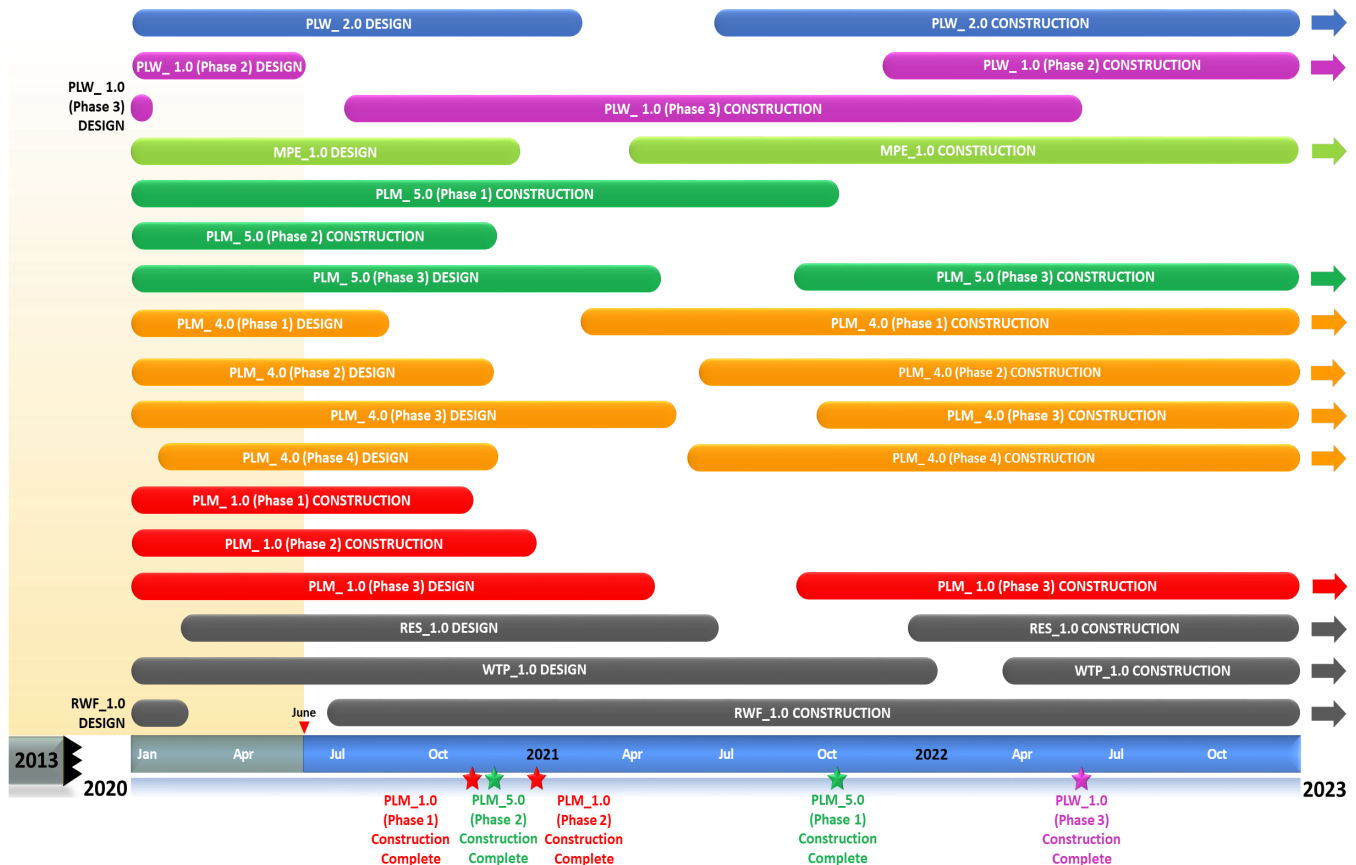 PLW_ 2.0 DESIGN
PLW_ 2.0 CONSTRUCTION
PLW_ 1.0 (Phase 2) DESIGN
PLW_ 1.0 (Phase 2) CONSTRUCTION
PLW_ 1.0
(Phase 3)
DESIGN
PLW_ 1.0 (Phase 3) CONSTRUCTION
MPE_1.0 DESIGN
MPE_1.0 CONSTRUCTION
PLM_ 5.0 (Phase 1) CONSTRUCTION
PLM_ 5.0 (Phase 2) CONSTRUCTION
PLM_ 5.0 (Phase 3) DESIGN
PLM_ 5.0 (Phase 3) CONSTRUCTION
PLM_ 4.0 (Phase 1) DESIGN
PLM_ 4.0 (Phase 1) CONSTRUCTION
PLM_ 4.0 (Phase 2) DESIGN
PLM_ 4.0 (Phase 2) CONSTRUCTION
PLM_ 4.0 (Phase 3) DESIGN
PLM_ 4.0 (Phase 3) CONSTRUCTION
PLM_ 4.0 (Phase 4) DESIGN
PLM_ 4.0 (Phase 4) CONSTRUCTION
PLM_ 1.0 (Phase 1) CONSTRUCTION
PLM_ 1.0 (Phase 2) CONSTRUCTION
PLM_ 1.0 (Phase 3) DESIGN
PLM_ 1.0 (Phase 3) CONSTRUCTION
RES_1.0 DESIGN
RES_1.0 CONSTRUCTION
WTP_1.0 DESIGN
WTP_1.0 CONSTRUCTION
RWF_1.0
DESIGN
RWF_1.0 CONSTRUCTION
June
2013
2020
Jan Apr Jul Oct 2021 Apr Jul Oct 2022 Apr Jul Oct
2023
PLM_1.0
(Phase 1)
Construction
Complete
PLM_5.0
(Phase 2)
Construction
Complete
PLM_1.0
(Phase 2)
Construction
Complete
PLM_5.0
(Phase 1)
Construction
Complete
PLW_1.0
(Phase 3)
Construction
Complete